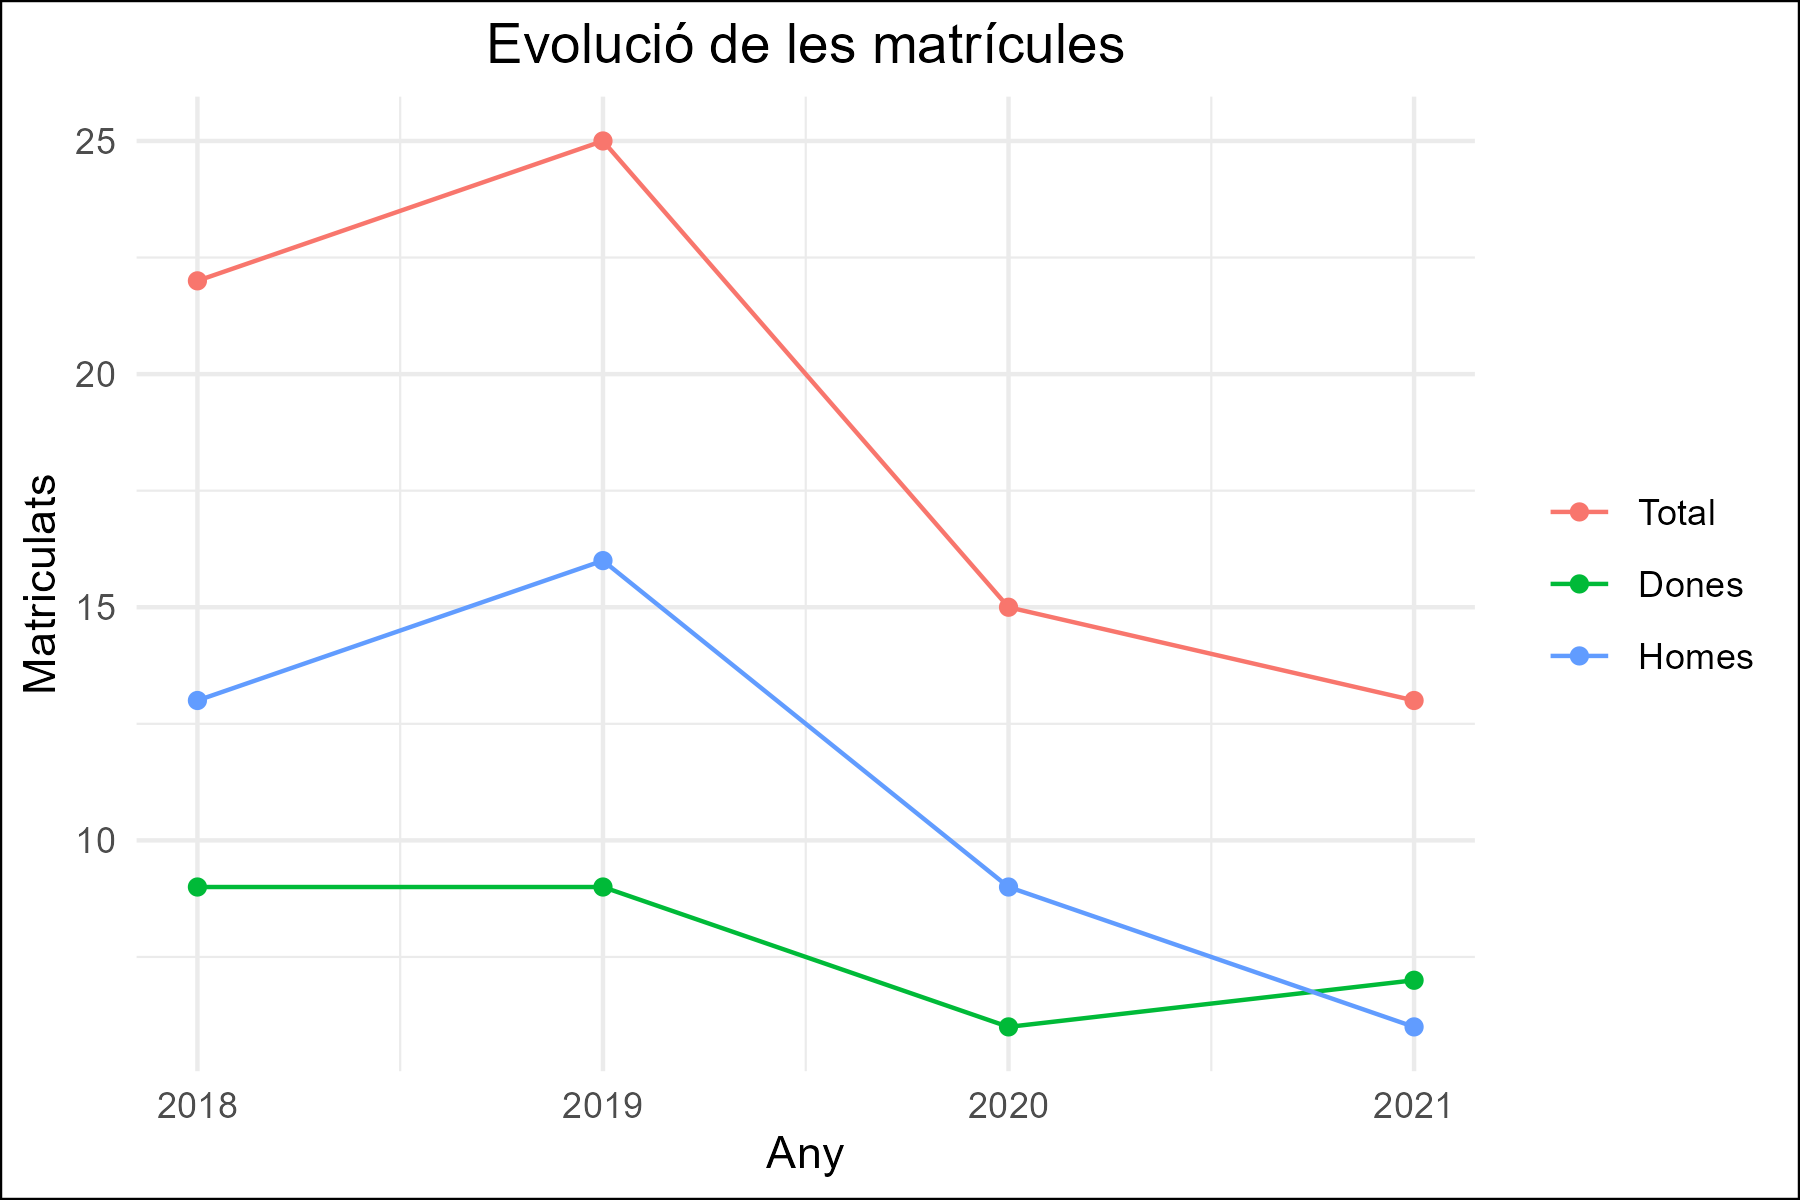 Evolució de les matrícules
Matriculats
25
20
15
10
2018
2019
2020
2021
Any
Total
Dones
Homes